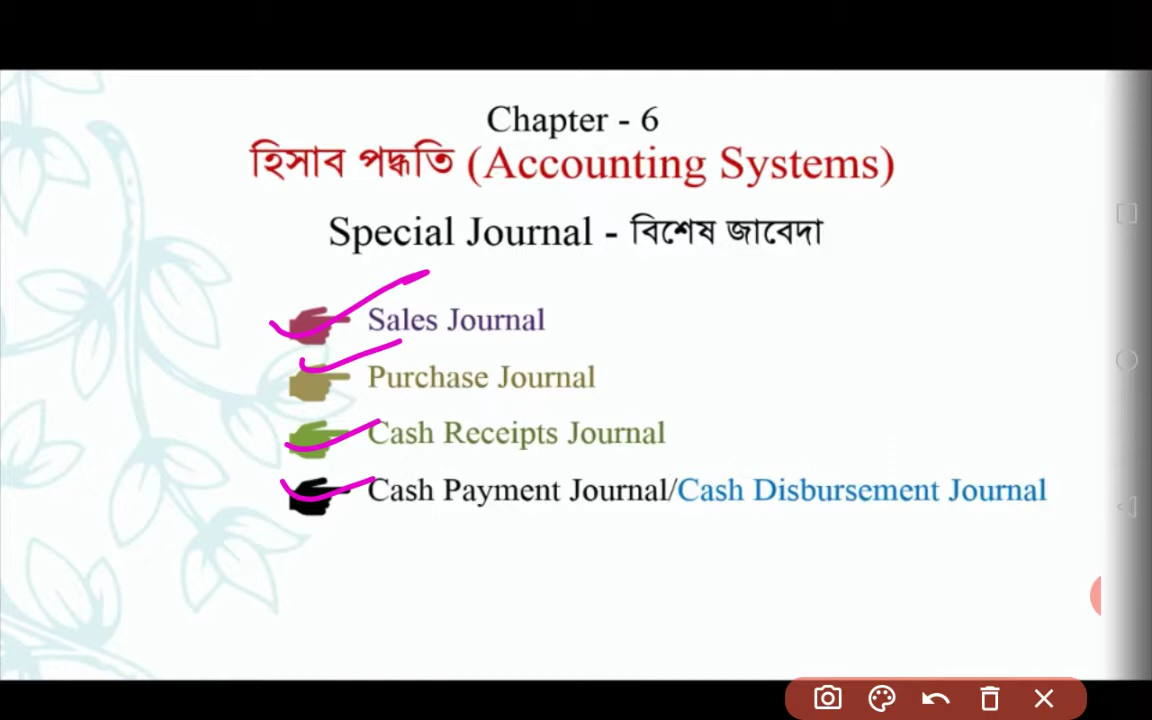 Chapter - 6
হিসাব পদ্ধতি (Accounting Systems)
Special Journal - বিশেষ জাবেদা
Sales Journal
Purchase Journal
Cash Receipts Journal
Cash Payment Journal/Cash Disbursement Journal